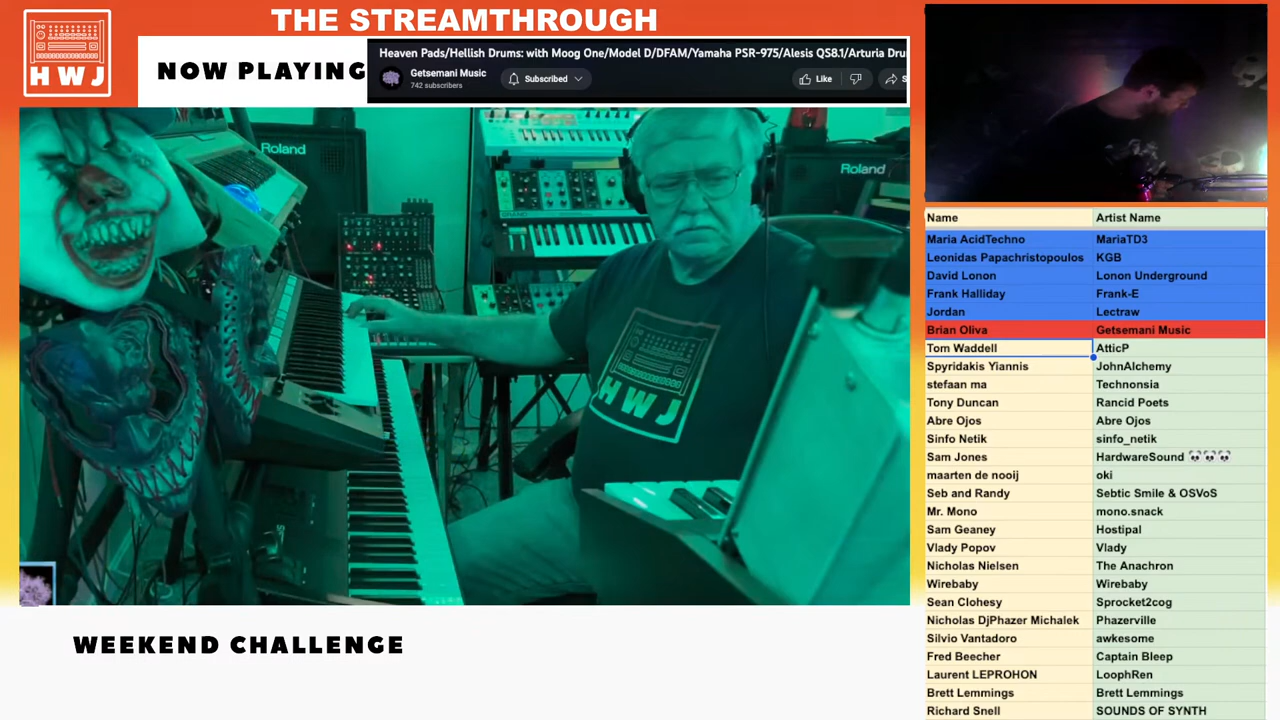 THE STREAMTHROUGH
HWJ
NOW PLAYING
Heaven Pads/Hellish Drums: with Moog One/Model D/DFAM/Yamaha PSR-975/Alesis QS8.1/Arturia Dru
Getsemani Music
742 subscribers
Subscribed
Like
S
Roland
Roland
GRAND
HWJ
WEEKEND CHALLENGE
Name Artist Name
Maria AcidTechno MariaTD3
Leonidas Papachristopoulos KGB
David Lonon Lonon Underground
Frank Halliday Frank-E
Jordan Lectraw
Brian Oliva Getsemani Music
Tom Waddell AtticP
Spyridakis Yiannis JohnAlchemy
stefaan ma Technonsia
Tony Duncan Rancid Poets
Abre Ojos Abre Ojos
Sinfo Netik sinfo_netik
Sam Jones HardwareSound 🐼🐼🐼
maarten de nooij oki
Seb and Randy Sebtic Smile & OSVoS
Mr. Mono mono.snack
Sam Geaney Hostipal
Vlady Popov Vlady
Nicholas Nielsen The Anachron
Wirebaby Wirebaby
Sean Clohesy Sprocket2cog
Nicholas DjPhazer Michalek Phazerville
Silvio Vantadoro awkesome
Fred Beecher Captain Bleep
Laurent LEPROHON LoophRen
Brett Lemmings Brett Lemmings
Richard Snell SOUNDS OF SYNTH